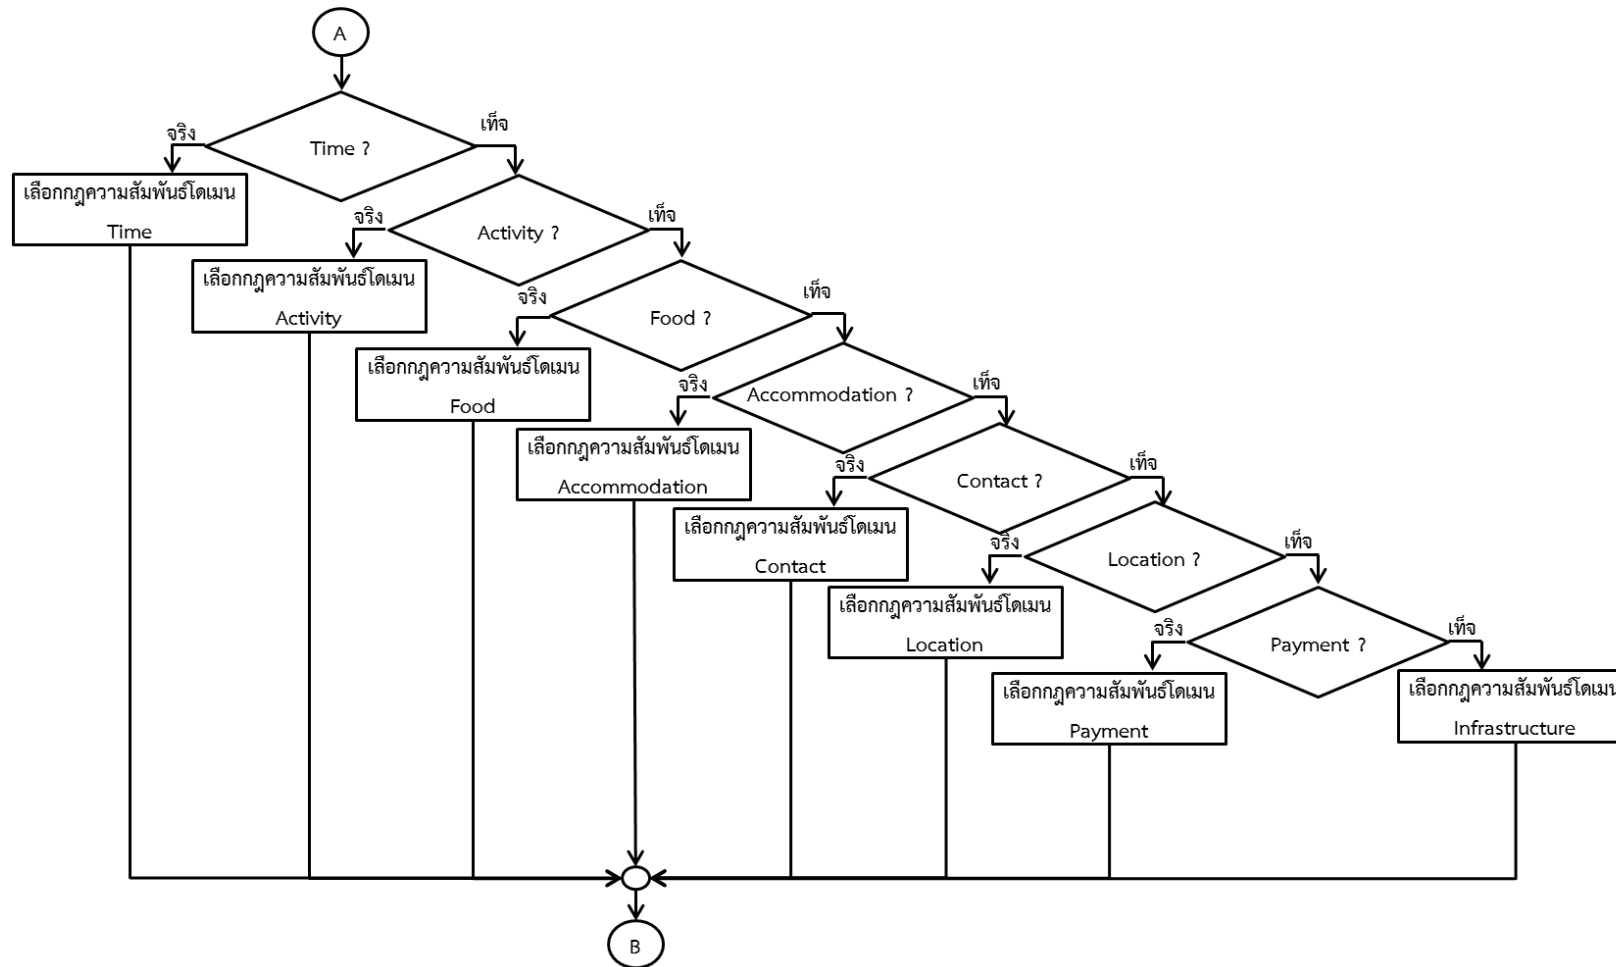 A
Time ?
จริง
เท็จ
เลือกกฎความสัมพันธ์โดเมน
Time
Activity ?
จริง
เท็จ
เลือกกฎความสัมพันธ์โดเมน
Activity
Food ?
จริง
เท็จ
เลือกกฎความสัมพันธ์โดเมน
Food
Accommodation ?
จริง
เท็จ
เลือกกฎความสัมพันธ์โดเมน
Accommodation
Contact ?
จริง
เท็จ
เลือกกฎความสัมพันธ์โดเมน
Contact
Location ?
จริง
เท็จ
เลือกกฎความสัมพันธ์โดเมน
Location
Payment ?
จริง
เท็จ
เลือกกฎความสัมพันธ์โดเมน
Payment
เลือกกฎความสัมพันธ์โดเมน
Infrastructure
B